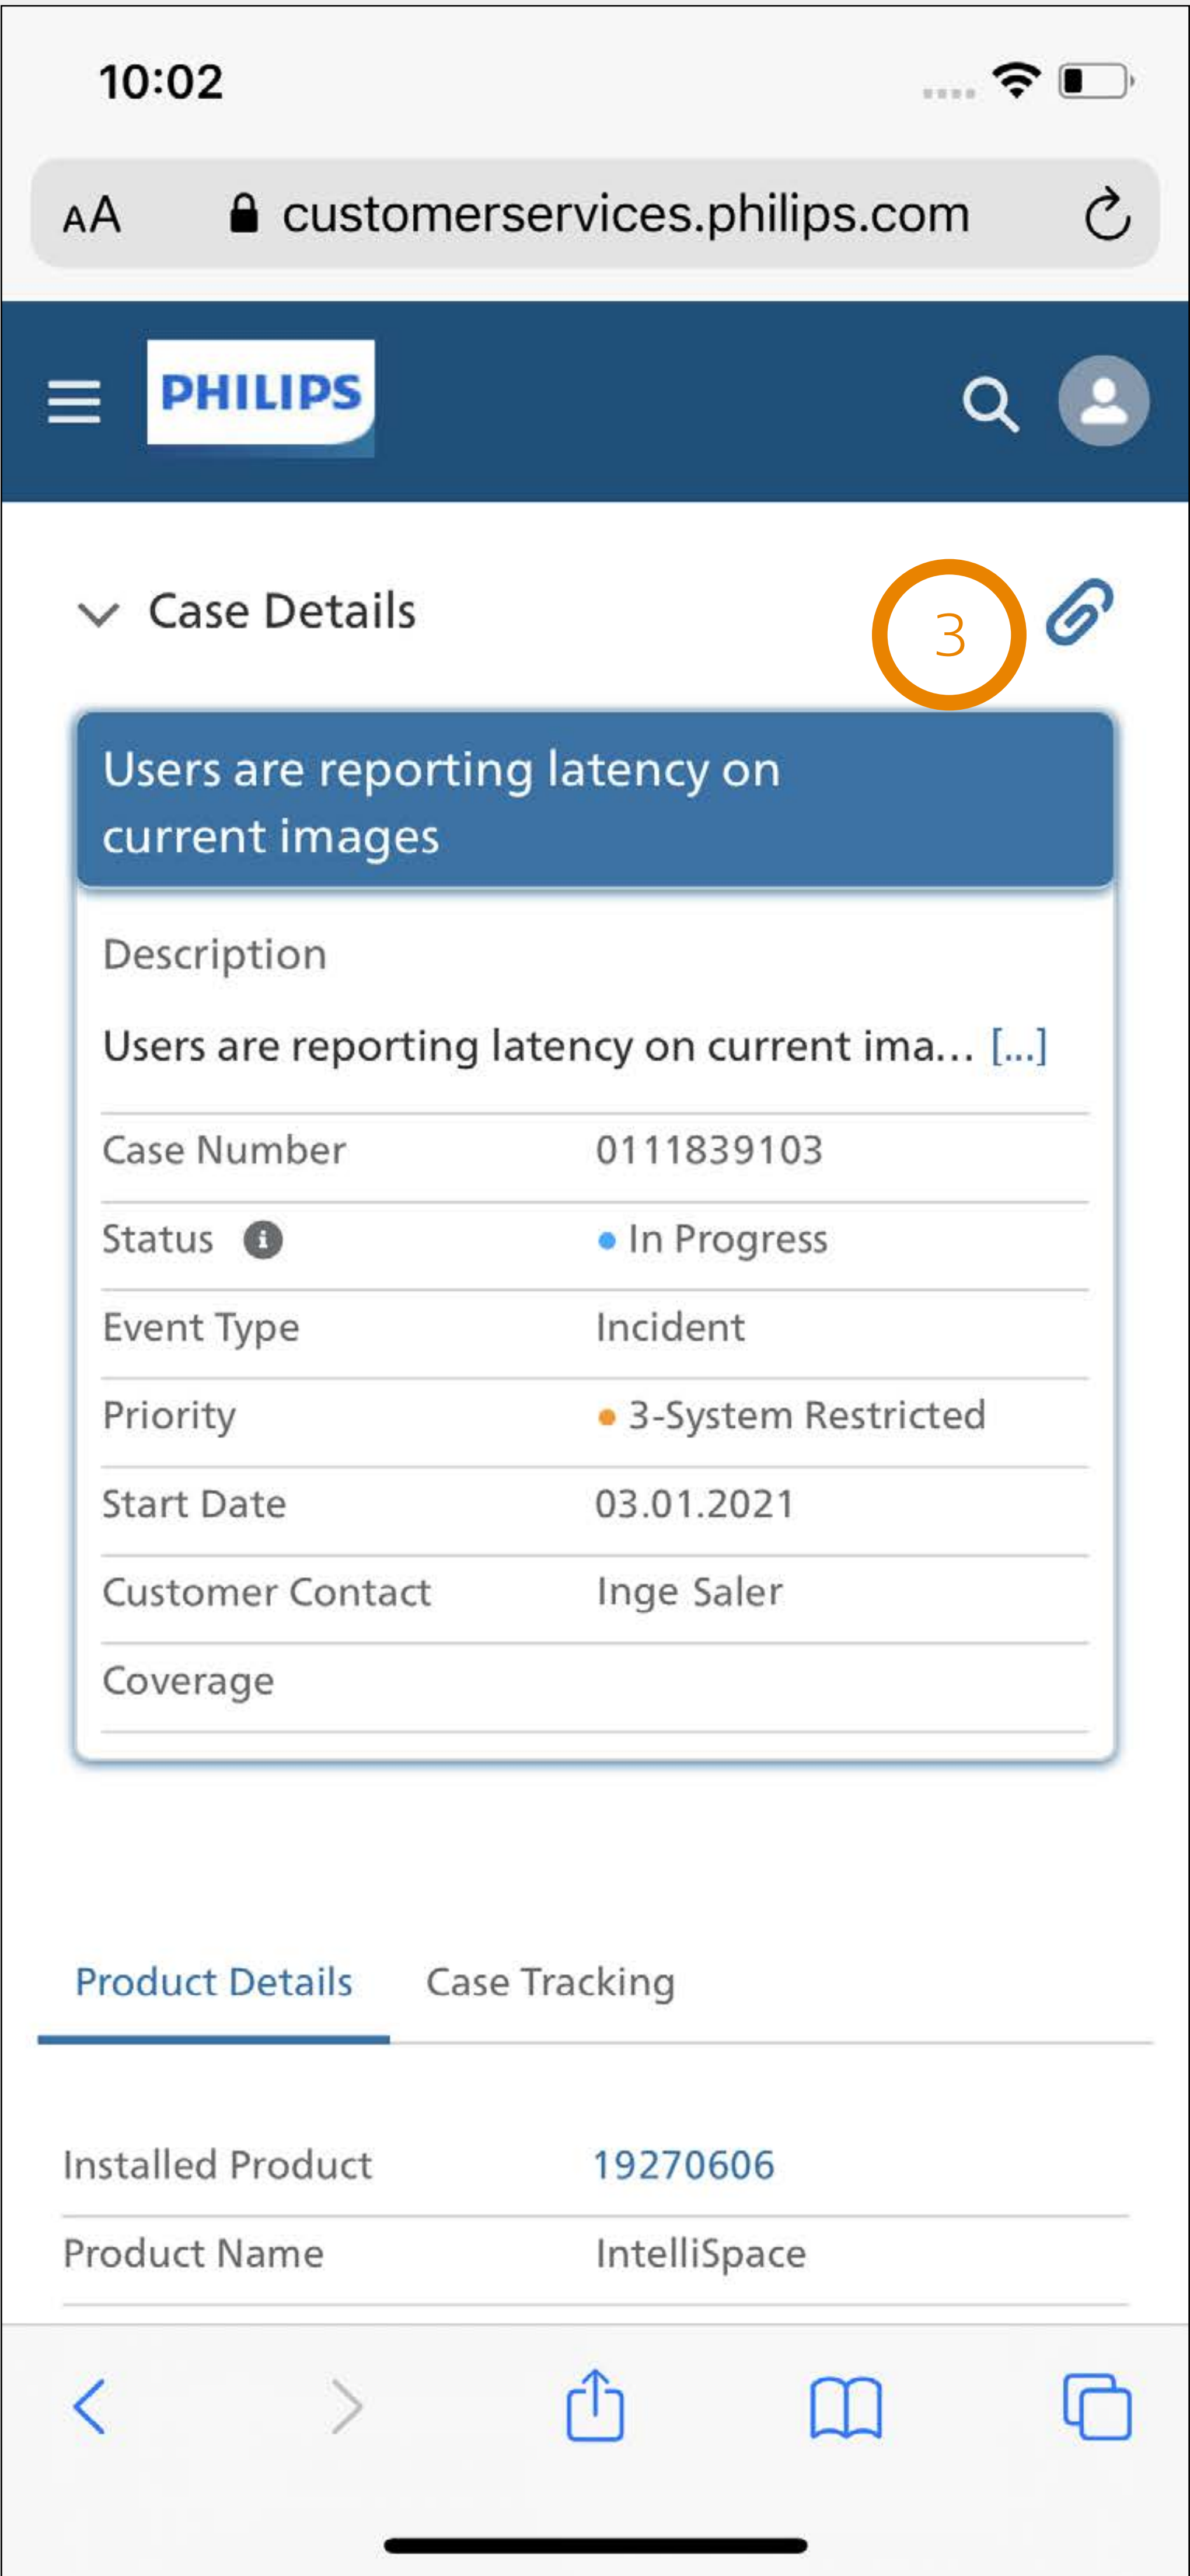 10:02
AA customerservices.philips.com
PHILIPS
Case Details
3
Users are reporting latency on
current images
Description
Users are reporting latency on current ima... [...]
Case Number 0111839103
Status i In Progress
Event Type Incident
Priority 3-System Restricted
Start Date 03.01.2021
Customer Contact Inge Saler
Coverage
Product Details Case Tracking
Installed Product 19270606
Product Name IntelliSpace